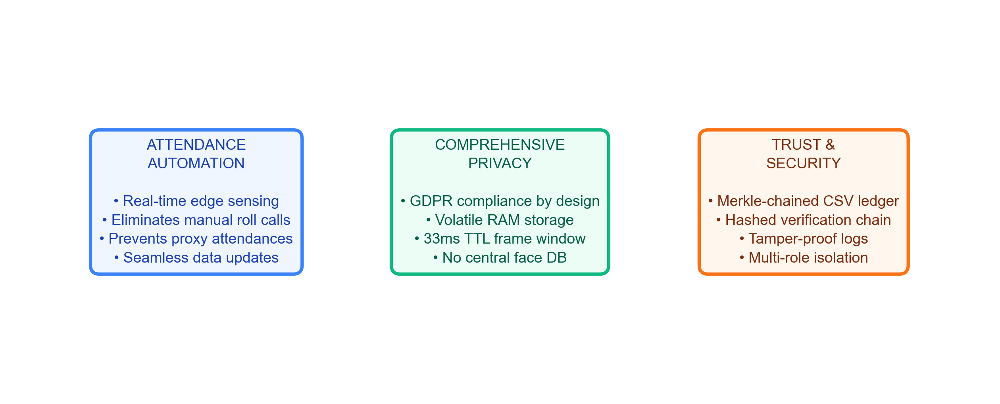 ATTENDANCE
AUTOMATION
• Real-time edge sensing
• Eliminates manual roll calls
• Prevents proxy attendances
• Seamless data updates
COMPREHENSIVE
PRIVACY
• GDPR compliance by design
• Volatile RAM storage
• 33ms TTL frame window
• No central face DB
TRUST &
SECURITY
• Merkle-chained CSV ledger
• Hashed verification chain
• Tamper-proof logs
• Multi-role isolation